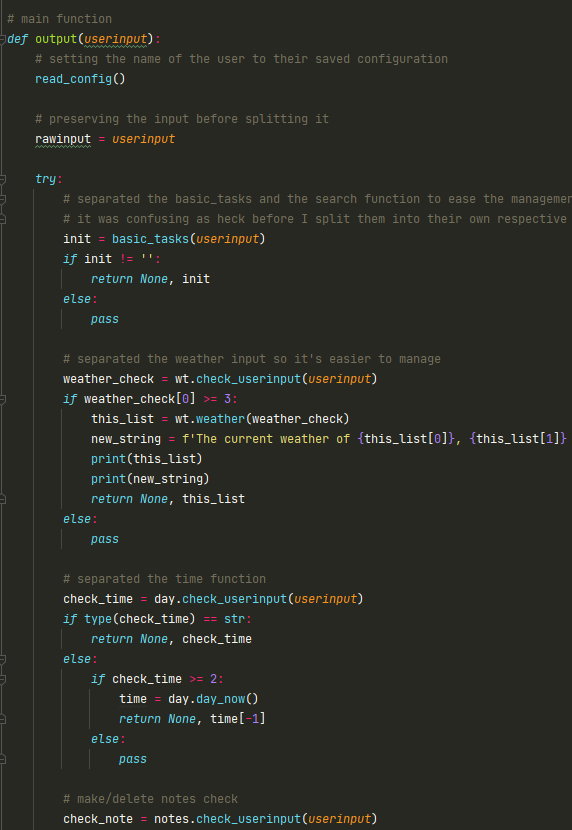 # main function
def output(userinput):
    # setting the name of the user to their saved configuration
    read_config()
    # preserving the input before splitting it
    rawinput = userinput
    try:
        # separated the basic_tasks and the search function to ease the
        # it was confusing as heck before I split them into their own respective
        init = basic_tasks(userinput)
        if init != '':
            return None, init
        else:
            pass
        # separated the weather input so it's easier to manage
        weather_check = wt.check_userinput(userinput)
        if weather_check[0] >= 3:
            this_list = wt.weather(weather_check)
            new_string = f'The current weather of {this_list[0]}, {this_list[1]}
            print(this_list)
            print(new_string)
            return None, this_list
        else:
            pass
        # separated the time function
        check_time = day.check_userinput(userinput)
        if type(check_time) == str:
            return None, check_time
        else:
            if check_time >= 2:
                time = day.day_now()
                return None, time[-1]
            else:
                pass
        # make/delete notes check
        check_note = notes.check_userinput(userinput)